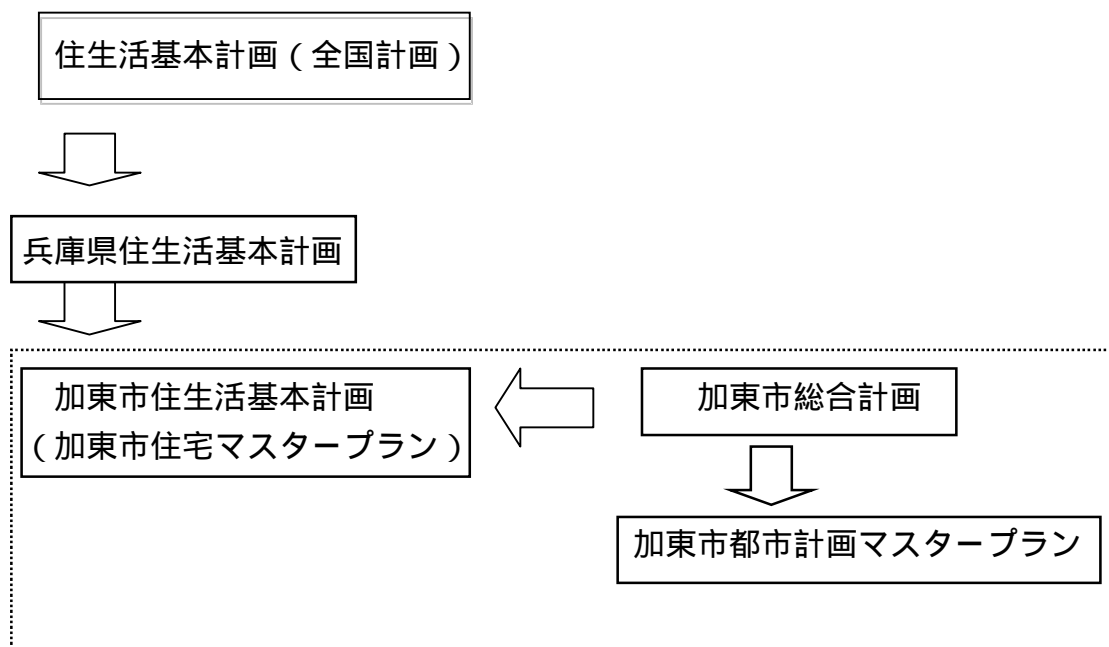 住生活基本計画（全国計画）
兵庫県住生活基本計画
加東市住生活基本計画
（加東市住宅マスタープラン）
加東市総合計画
加東市都市計画マスタープラン